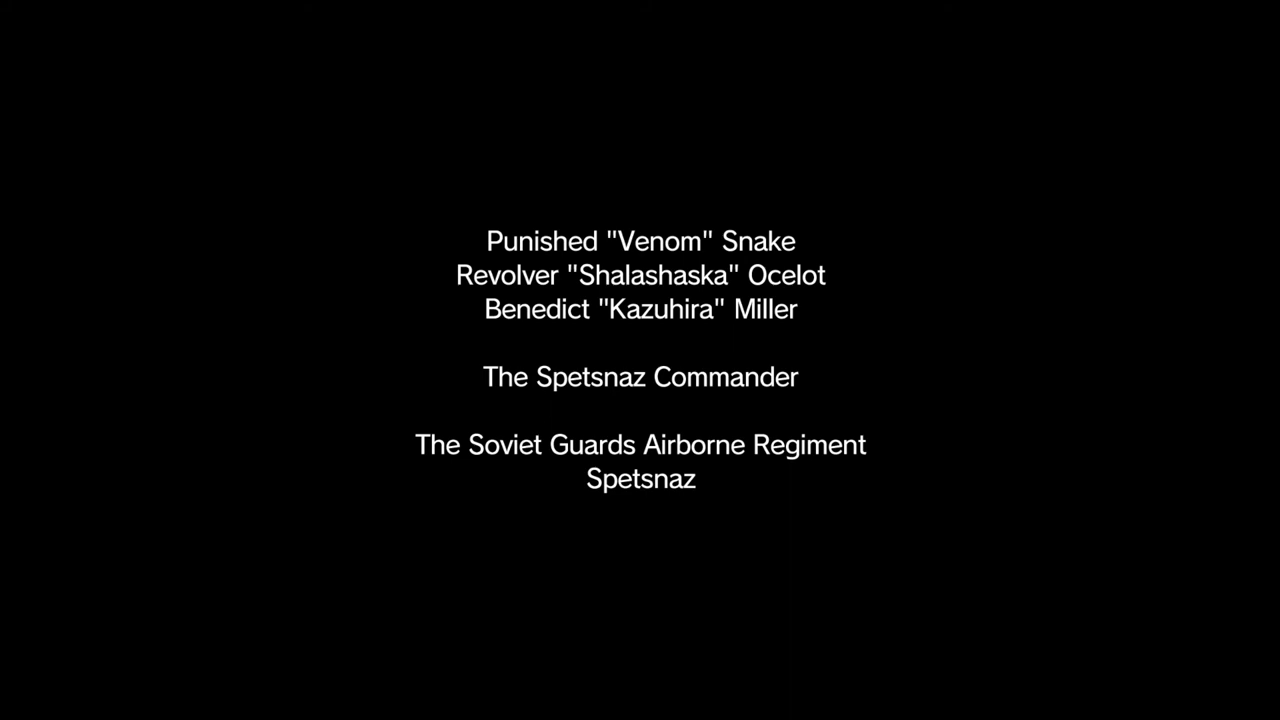 Punished "Venom" Snake
Revolver "Shalashaska" Ocelot
Benedict "Kazuhira" Miller
The Spetsnaz Commander
The Soviet Guards Airborne Regiment
Spetsnaz